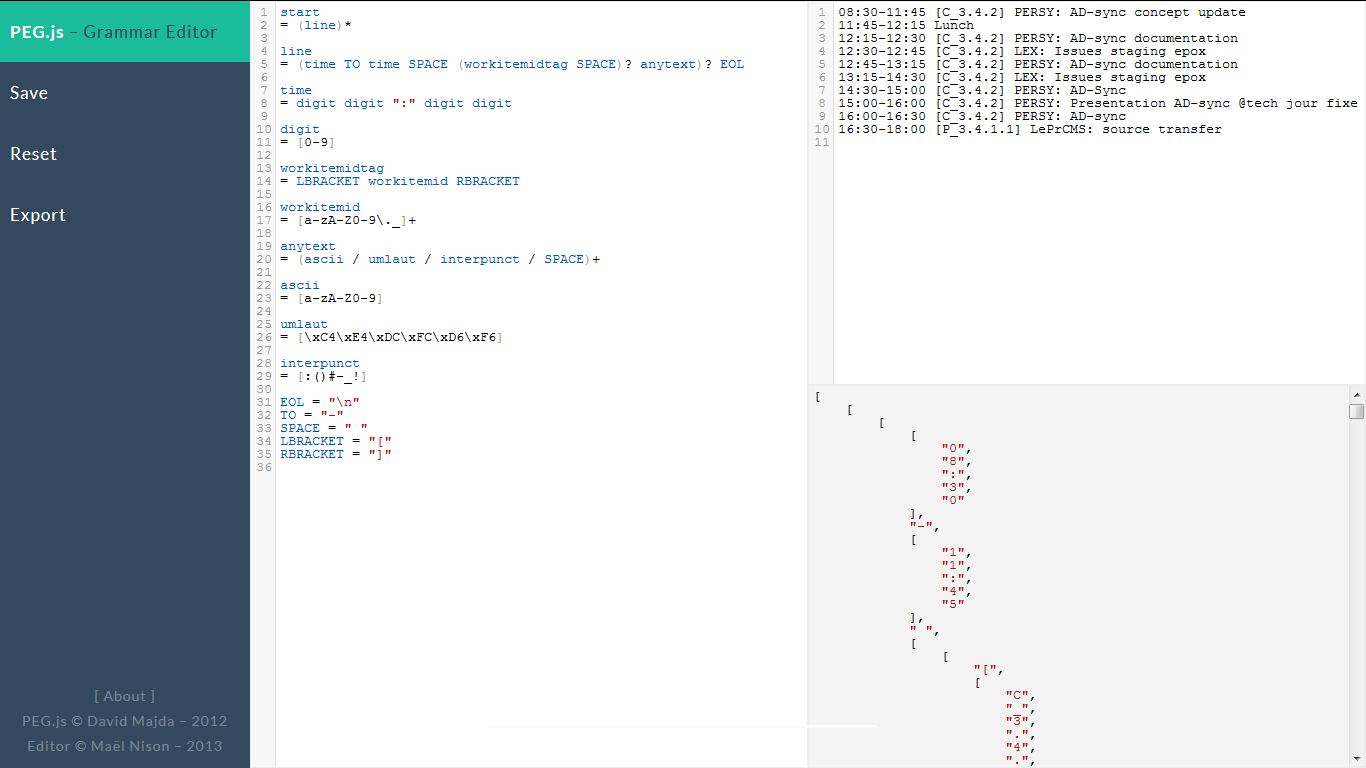 PEG.js – Grammar Editor
Save
Reset
Export
[ About ]
PEG.js © David Majda – 2012
Editor © Maël Nison – 2013
1 start
2 = (line)*
3
4 line
5 = (time TO time SPACE (workitemidtag SPACE)? anytext)? EOL
6
7 time
8 = digit digit ":" digit digit
9
10 digit
11 = [0-9]
12
13 workitemidtag
14 = LBRACKET workitemid RBRACKET
15
16 workitemid
17 = [a-zA-Z0-9\._]+
18
19 anytext
20 = (ascii / umlaut / interpunct / SPACE)+
21
22 ascii
23 = [a-zA-Z0-9]
24
25 umlaut
26 = [\xC4\xE4\xDC\xFC\xD6\xF6]
27
28 interpunct
29 = [:()#-_!]
30
31 EOL = "\n"
32 TO = "-"
33 SPACE = " "
34 LBRACKET = "["
35 RBRACKET = "]"
36
1 08:30-11:45 [C_3.4.2] PERSY: AD-sync concept update
2 11:45-12:15 Lunch
3 12:15-12:30 [C_3.4.2] PERSY: AD-sync documentation
4 12:30-12:45 [C_3.4.2] LEX: Issues staging epox
5 12:45-13:15 [C_3.4.2] PERSY: AD-sync documentation
6 13:15-14:30 [C_3.4.2] LEX: Issues staging epox
7 14:30-15:00 [C_3.4.2] PERSY: AD-Sync
8 15:00-16:00 [C_3.4.2] PERSY: Presentation AD-sync @tech jour fixe
9 16:00-16:30 [C_3.4.2] PERSY: AD-sync
10 16:30-18:00 [P_3.4.1.1] LePrCMS: source transfer
11
[
[
[
[
"0",
"8",
":",
"3",
"0"
],
"-",
[
"1",
"1",
":",
"4",
"5"
],
" ",
[
[
"[",
[
"C",
"_",
"3",
".",
"4",
".",